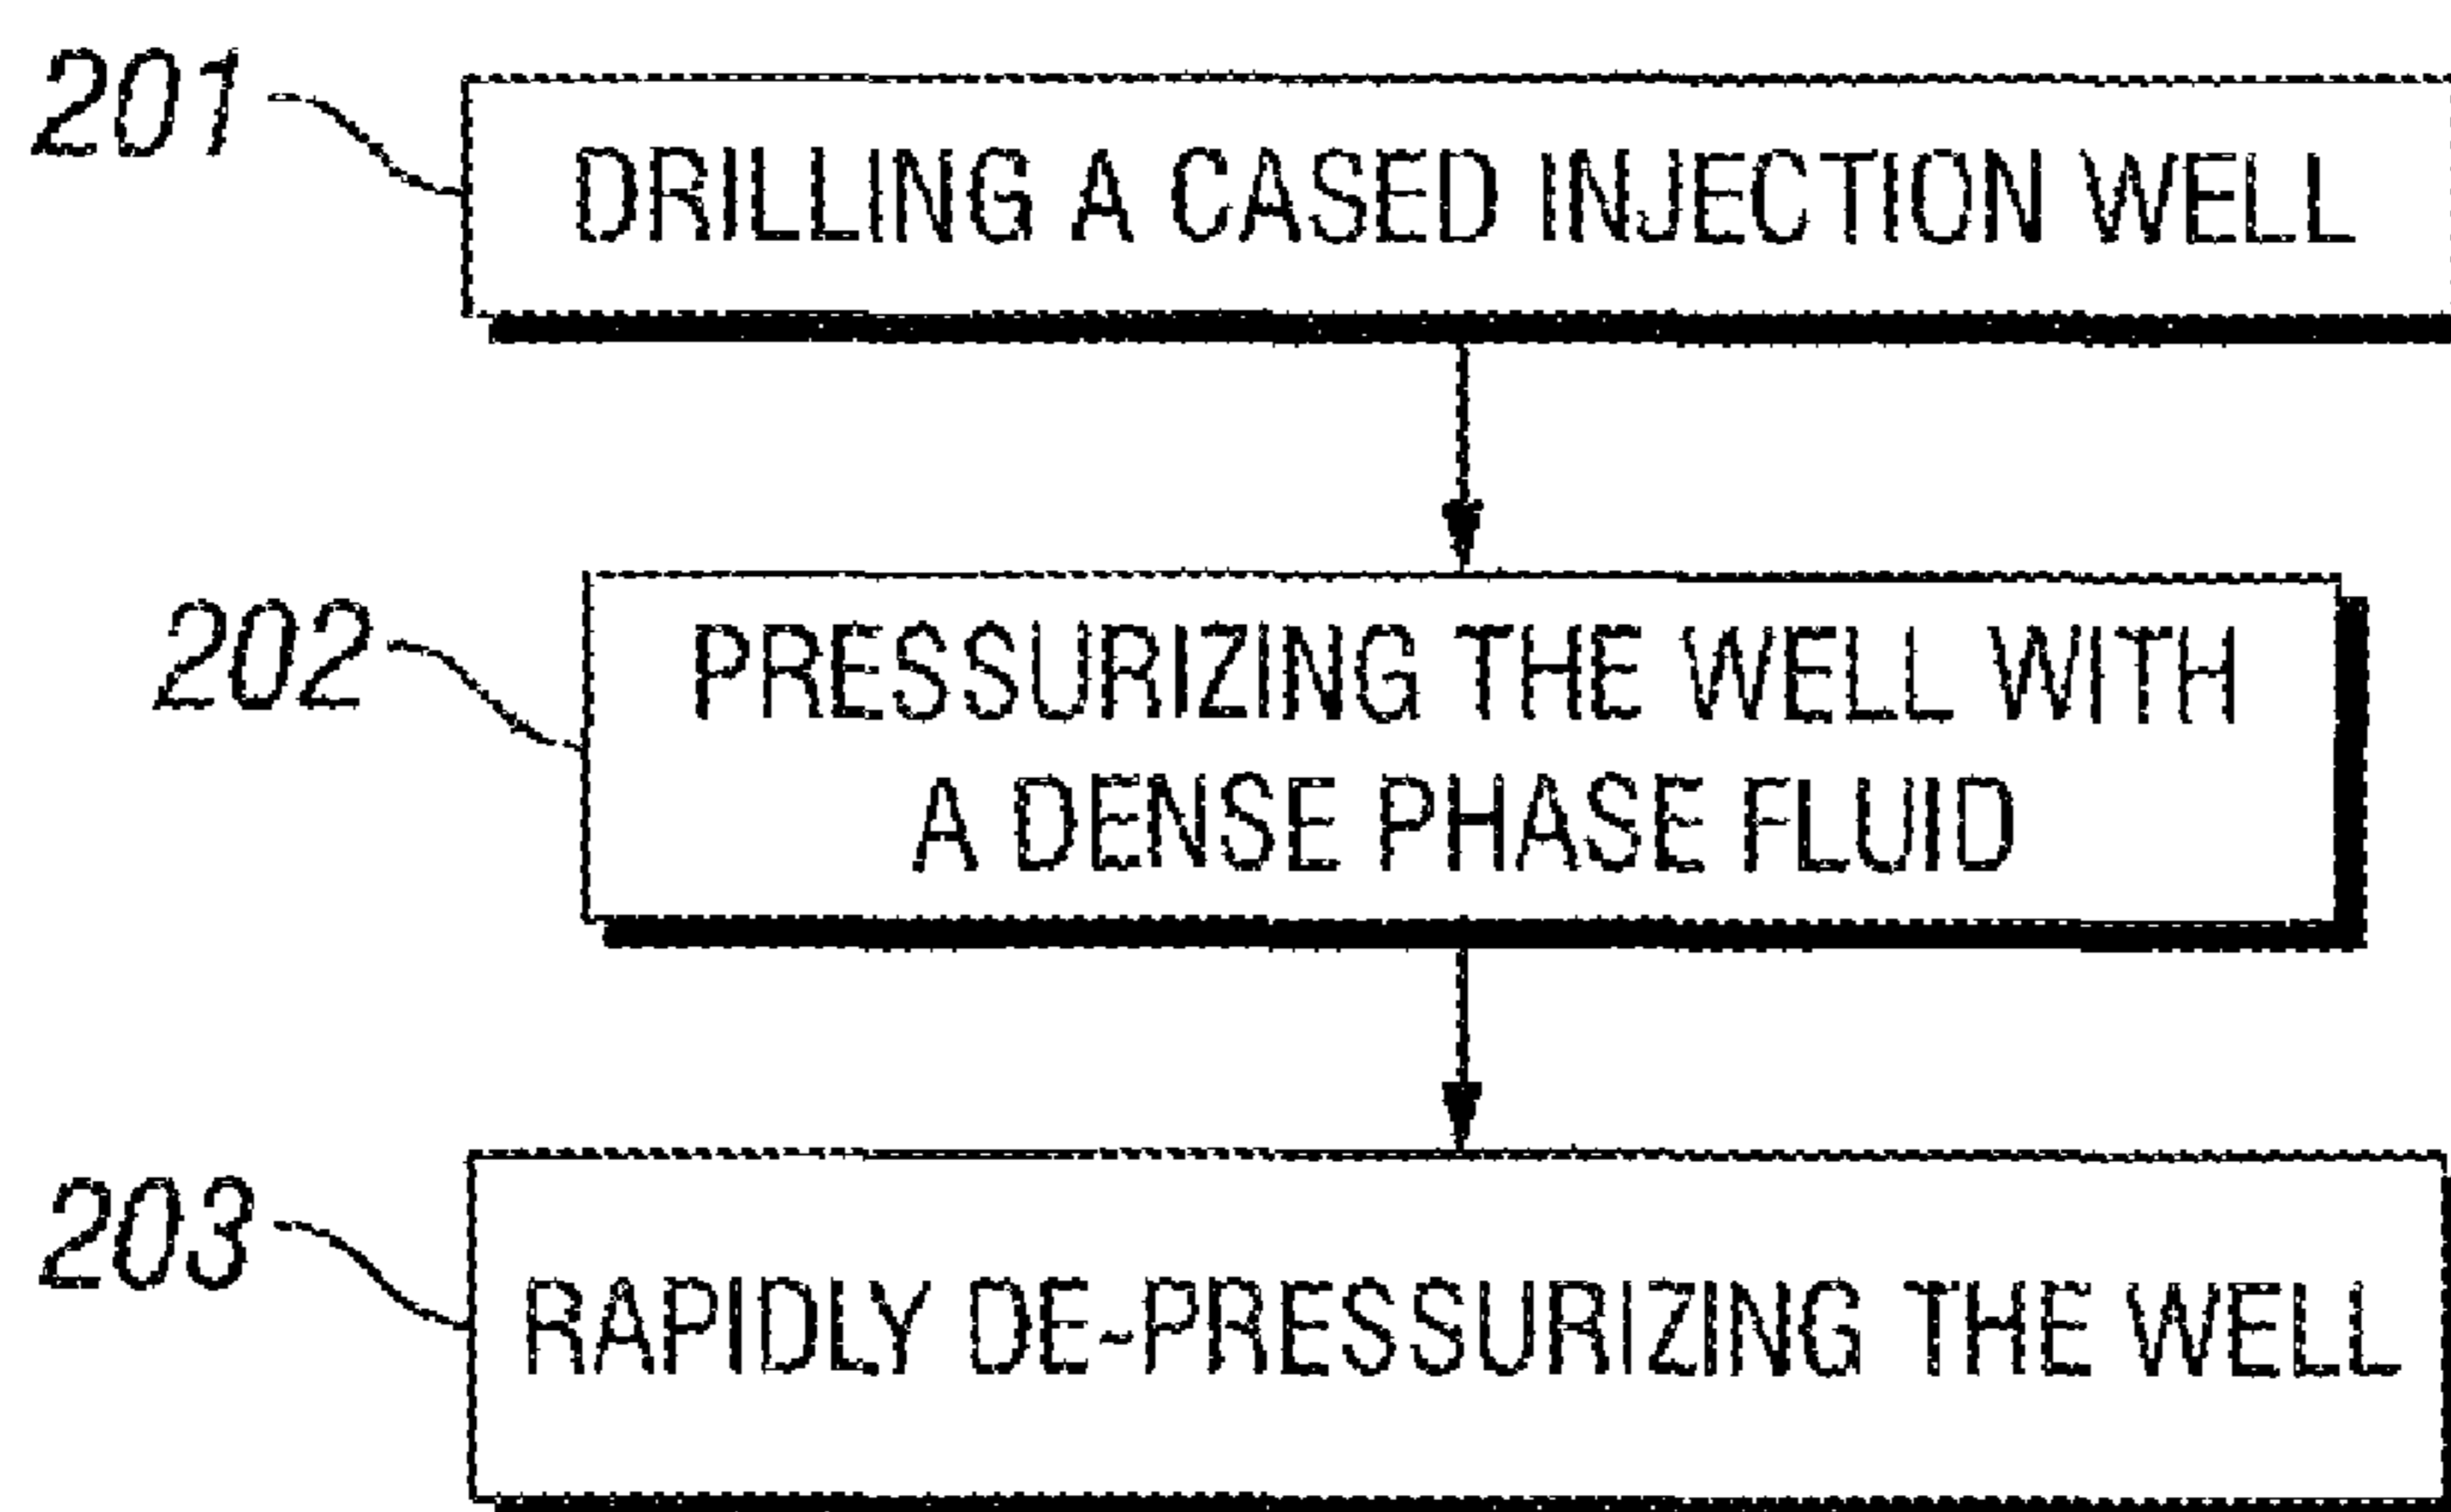 201
DRILLING A CASED INJECTION WELL
202
PRESSURIZING THE WELL WITH
A DENSE PHASE FLUID
203
RAPIDLY DE-PRESSURIZING THE WELL